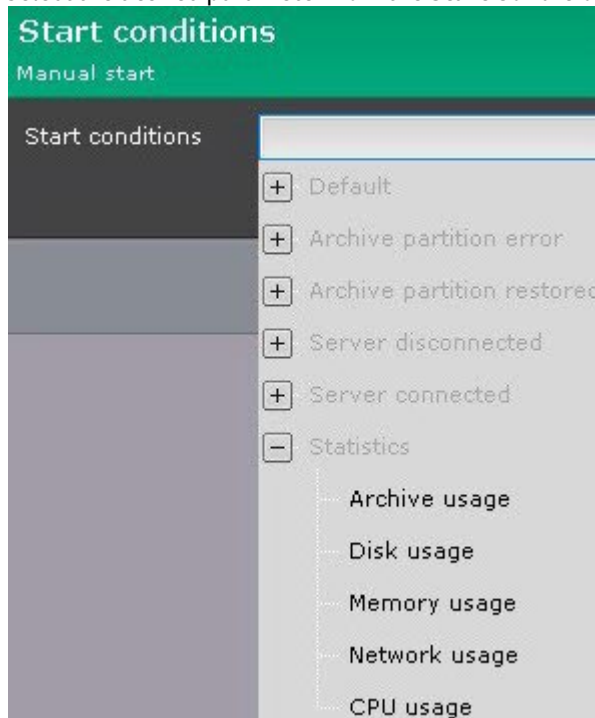 Start conditions
Manual start
Start conditions
Default
Archive partition error
Archive partition restored
Server disconnected
Server connected
Statistics
Archive usage
Disk usage
Memory usage
Network usage
CPU usage